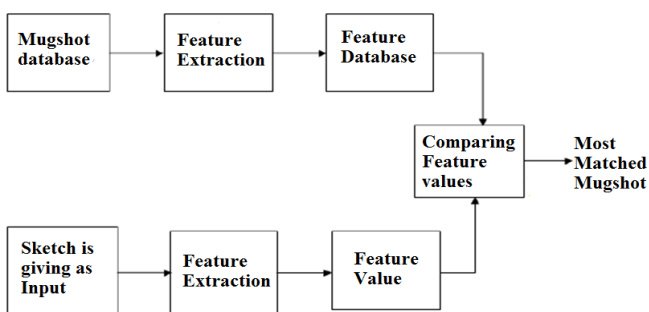 Mugshot
database
Feature
Extraction
Feature
Database
Comparing
Feature
values
Most
Matched
Mugshot
Sketch is
giving as
Input
Feature
Extraction
Feature
Value